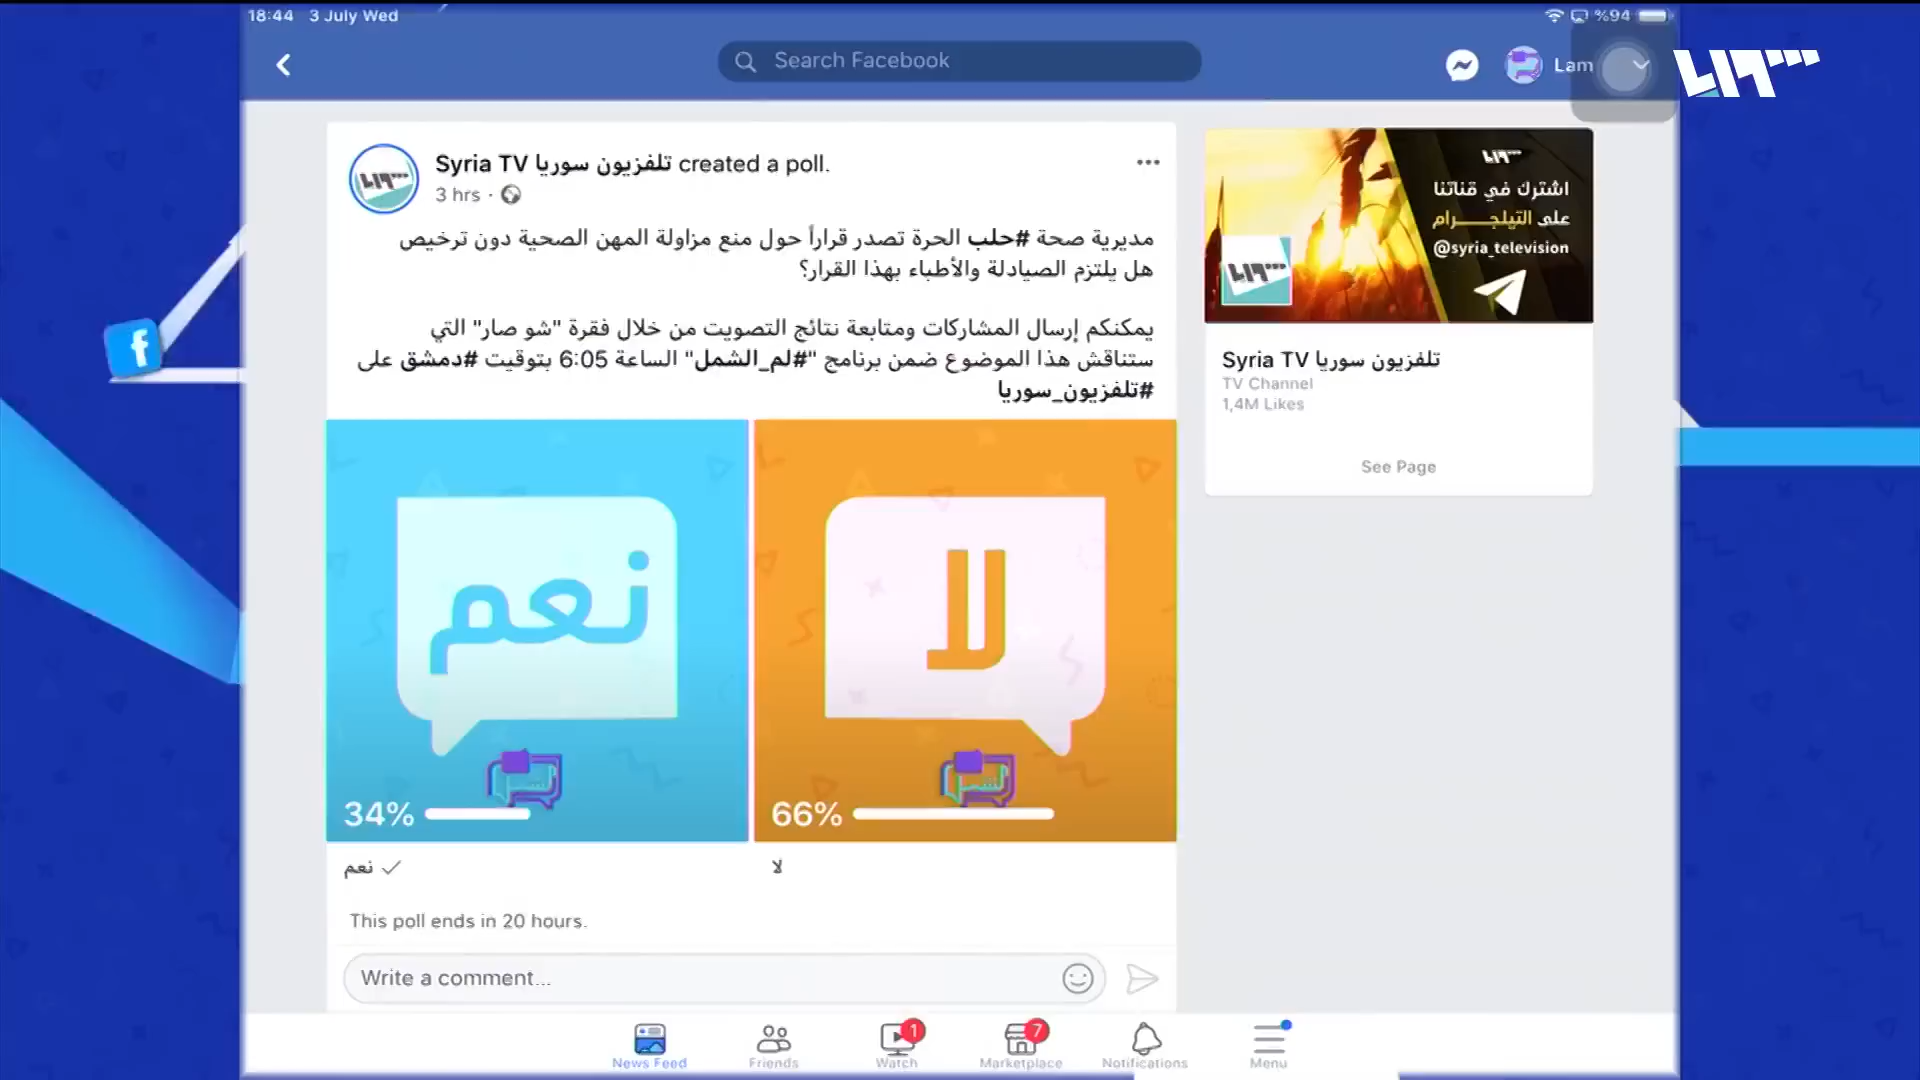 18:44 3 July Wed
%94
Search Facebook
Lam
Syria TV تلفزيون سوريا created a poll.
3 hrs ·
مديرية صحة #حلب الحرة تصدر قراراً حول منع مزاولة المهن الصحية دون ترخيص
هل يلتزم الصيادلة والأطباء بهذا القرار؟
يمكنكم إرسال المشاركات ومتابعة نتائج التصويت من خلال فقرة "شو صار" التي
ستناقش هذا الموضوع ضمن برنامج "#لم_الشمل" الساعة 6:05 بتوقيت #دمشق على
#تلفزيون_سوريا
نعم
لا
34%
66%
نعم
لا
This poll ends in 20 hours.
Write a comment...
اشترك في قناتنا
على التيلجـــرام
@syria_television
Syria TV تلفزيون سوريا
TV Channel
1,4M Likes
See Page
1
7
News Feed
Friends
Watch
Marketplace
Notifications
Menu